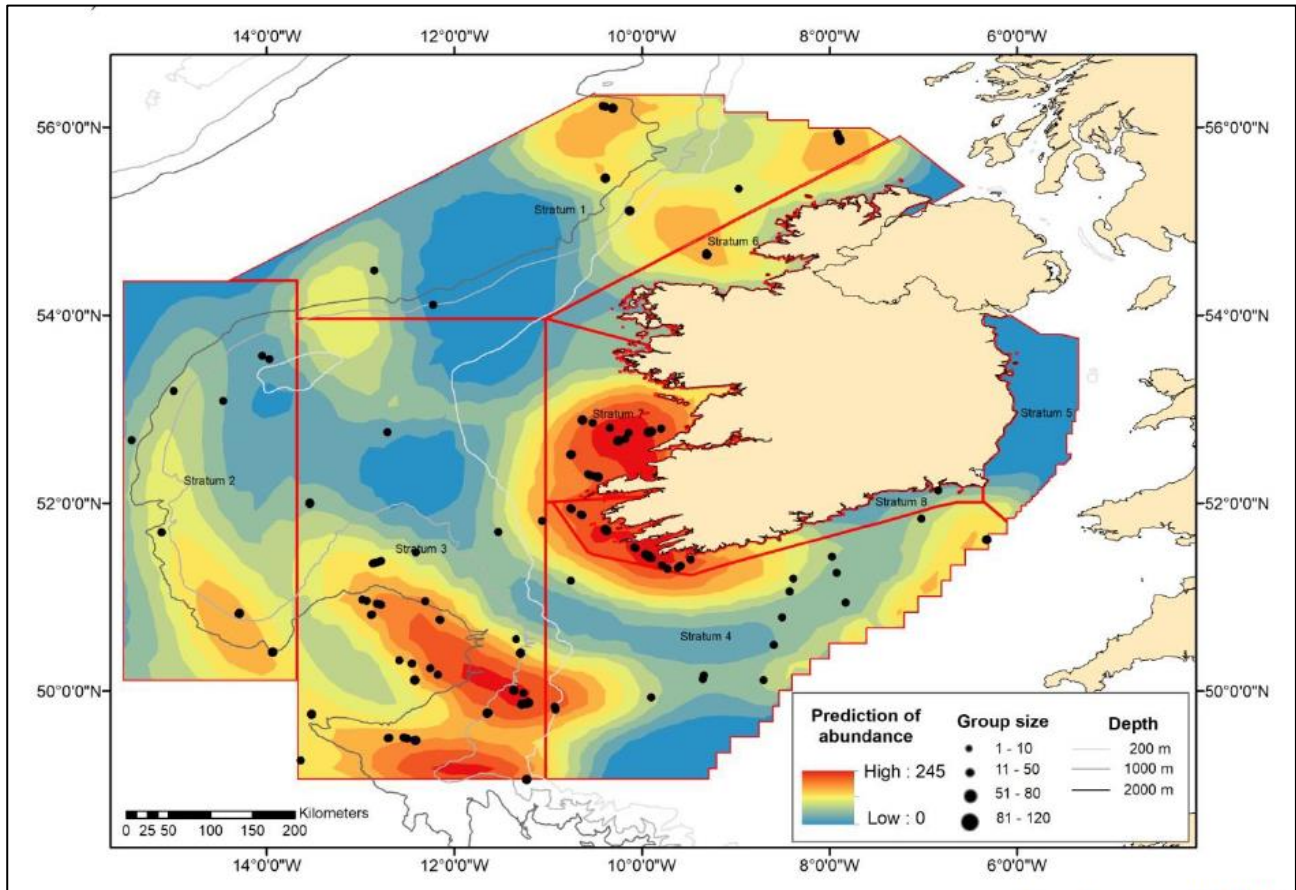 14°0'0"W 12°0'0"W 10°0'0"W 8°0'0"W 6°0'0"W
56°0'0"N 56°0'0"N
Stratum 1
Stratum 6
54°0'0"N 54°0'0"N
Stratum 7
Stratum 5
Stratum 2
52°0'0"N 52°0'0"N
Stratum 8
Stratum 3
Stratum 4
50°0'0"N 50°0'0"N
Prediction of abundance
High : 245
Low : 0
Group size
1 - 10
11 - 50
51 - 80
81 - 120
Depth
200 m
1000 m
2000 m
Kilometers
0 25 50 100 150 200
14°0'0"W 12°0'0"W 10°0'0"W 8°0'0"W 6°0'0"W